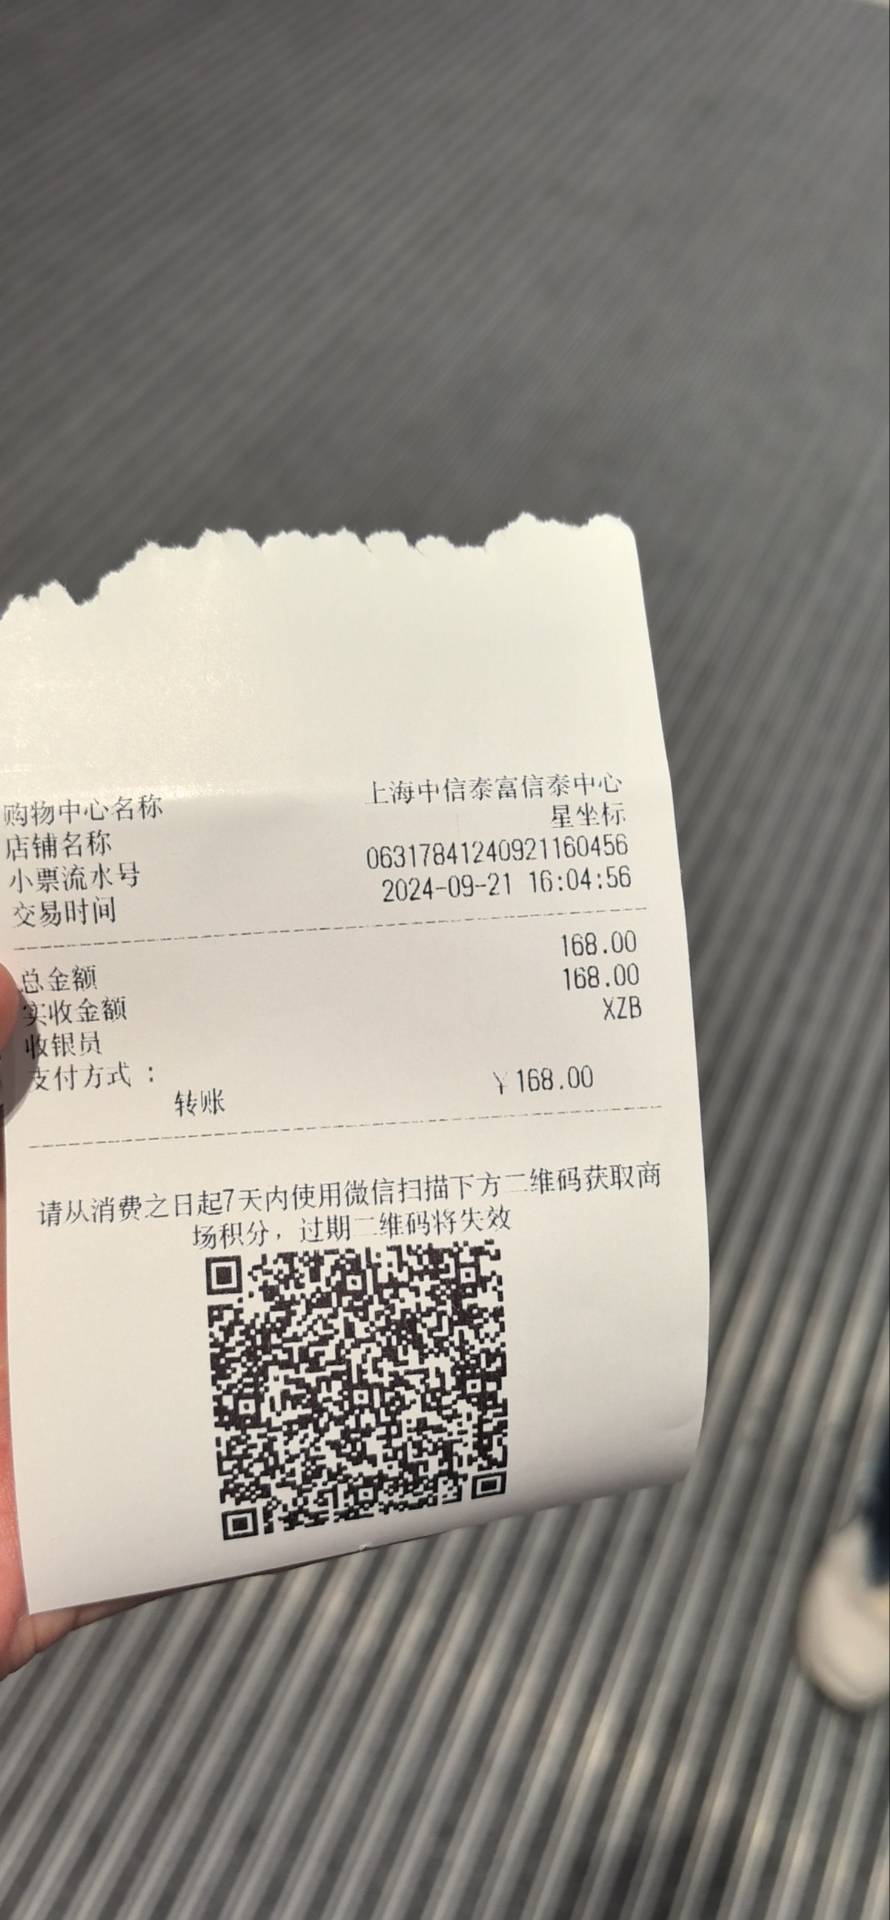 购物中心名称 上海中信泰富信泰中心
店铺名称 星坐标
小票流水号 06317841240921160456
交易时间 2024-09-21 16:04:56
总金额 168.00
实收金额 168.00
收银员 XZB
支付方式：
转账 ￥168.00
请从消费之日起7天内使用微信扫描下方二维码获取商
场积分，过期二维码将失效